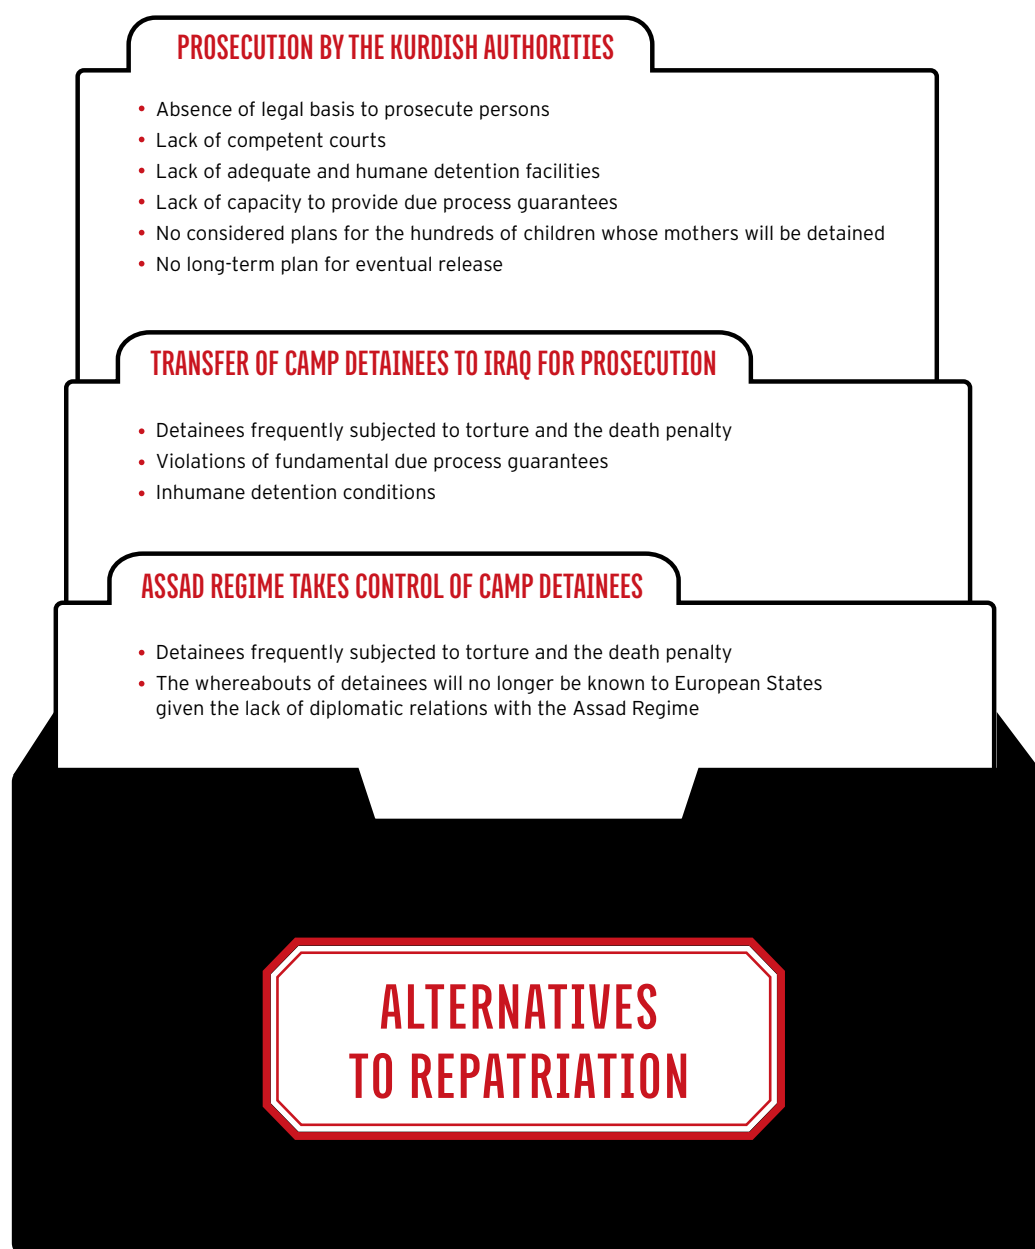 PROSECUTION BY THE KURDISH AUTHORITIES
• Absence of legal basis to prosecute persons
• Lack of competent courts
• Lack of adequate and humane detention facilities
• Lack of capacity to provide due process guarantees
• No considered plans for the hundreds of children whose mothers will be detained
• No long-term plan for eventual release
TRANSFER OF CAMP DETAINEES TO IRAQ FOR PROSECUTION
• Detainees frequently subjected to torture and the death penalty
• Violations of fundamental due process guarantees
• Inhumane detention conditions
ASSAD REGIME TAKES CONTROL OF CAMP DETAINEES
• Detainees frequently subjected to torture and the death penalty
• The whereabouts of detainees will no longer be known to European States
given the lack of diplomatic relations with the Assad Regime
ALTERNATIVES
TO REPATRIATION